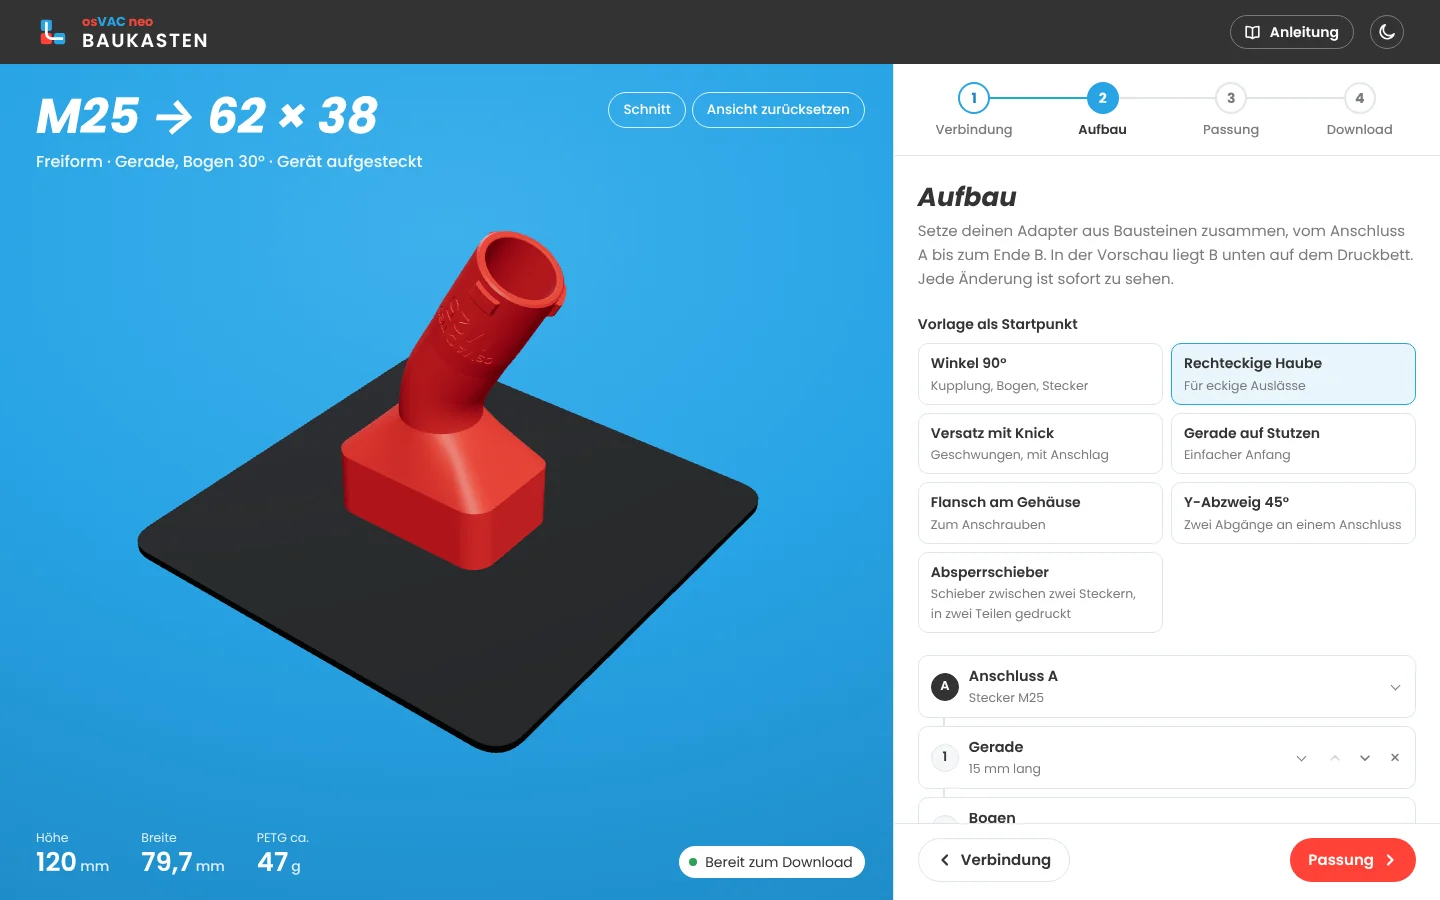 osVAC neo
BAUKASTEN
Anleitung
M25 → 62 × 38
Freiform · Gerade, Bogen 30° · Gerät aufgesteckt
Schnitt
Ansicht zurücksetzen
Höhe
120 mm
Breite
79,7 mm
PETG ca.
47 g
Bereit zum Download
1
Verbindung
2
Aufbau
3
Passung
4
Download
Aufbau
Setze deinen Adapter aus Bausteinen zusammen, vom Anschluss
A bis zum Ende B. In der Vorschau liegt B unten auf dem Druckbett.
Jede Änderung ist sofort zu sehen.
Vorlage als Startpunkt
Winkel 90°
Kupplung, Bogen, Stecker
Rechteckige Haube
Für eckige Auslässe
Versatz mit Knick
Geschwungen, mit Anschlag
Gerade auf Stutzen
Einfacher Anfang
Flansch am Gehäuse
Zum Anschrauben
Y-Abzweig 45°
Zwei Abgänge an einem Anschluss
Absperrschieber
Schieber zwischen zwei Steckern,
in zwei Teilen gedruckt
A
Anschluss A
Stecker M25
1
Gerade
15 mm lang
Bogen
Verbindung
Passung